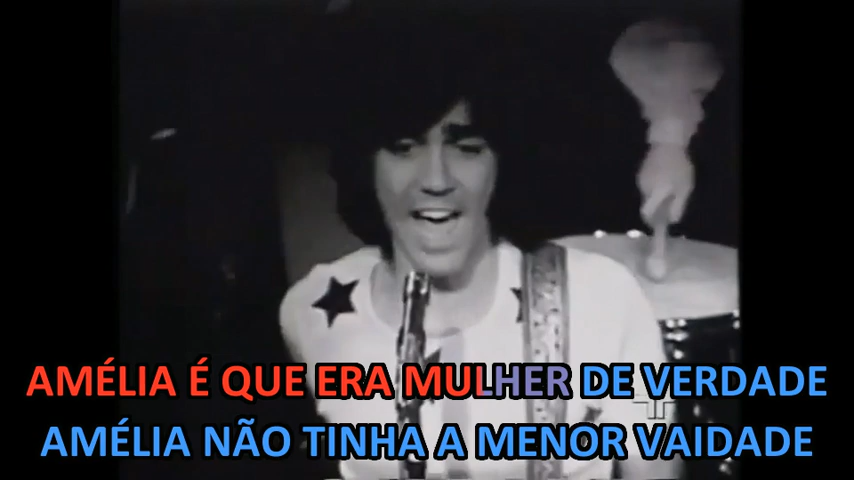 AMÉLIA É QUE ERA MULHER DE VERDADE
AMÉLIA NÃO TINHA A MENOR VAIDADE